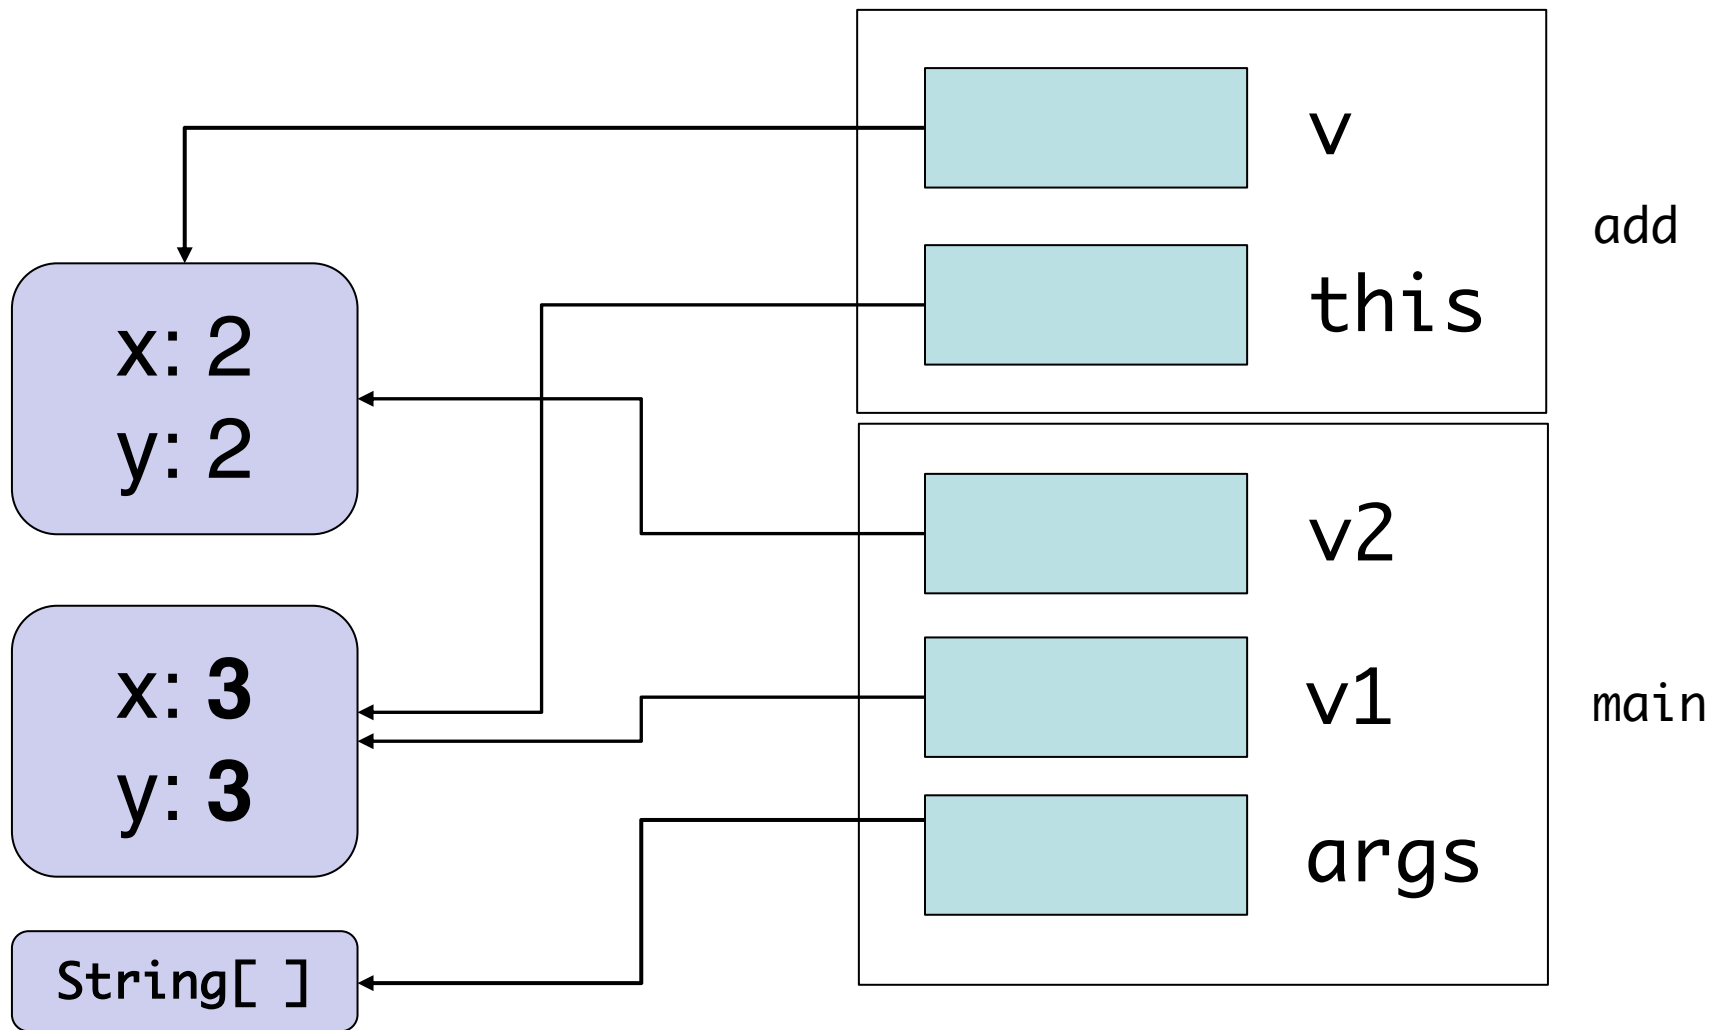 v
add
this
x: 2
y: 2
v2
x: 3
v1
main
y: 3
args
String[ ]